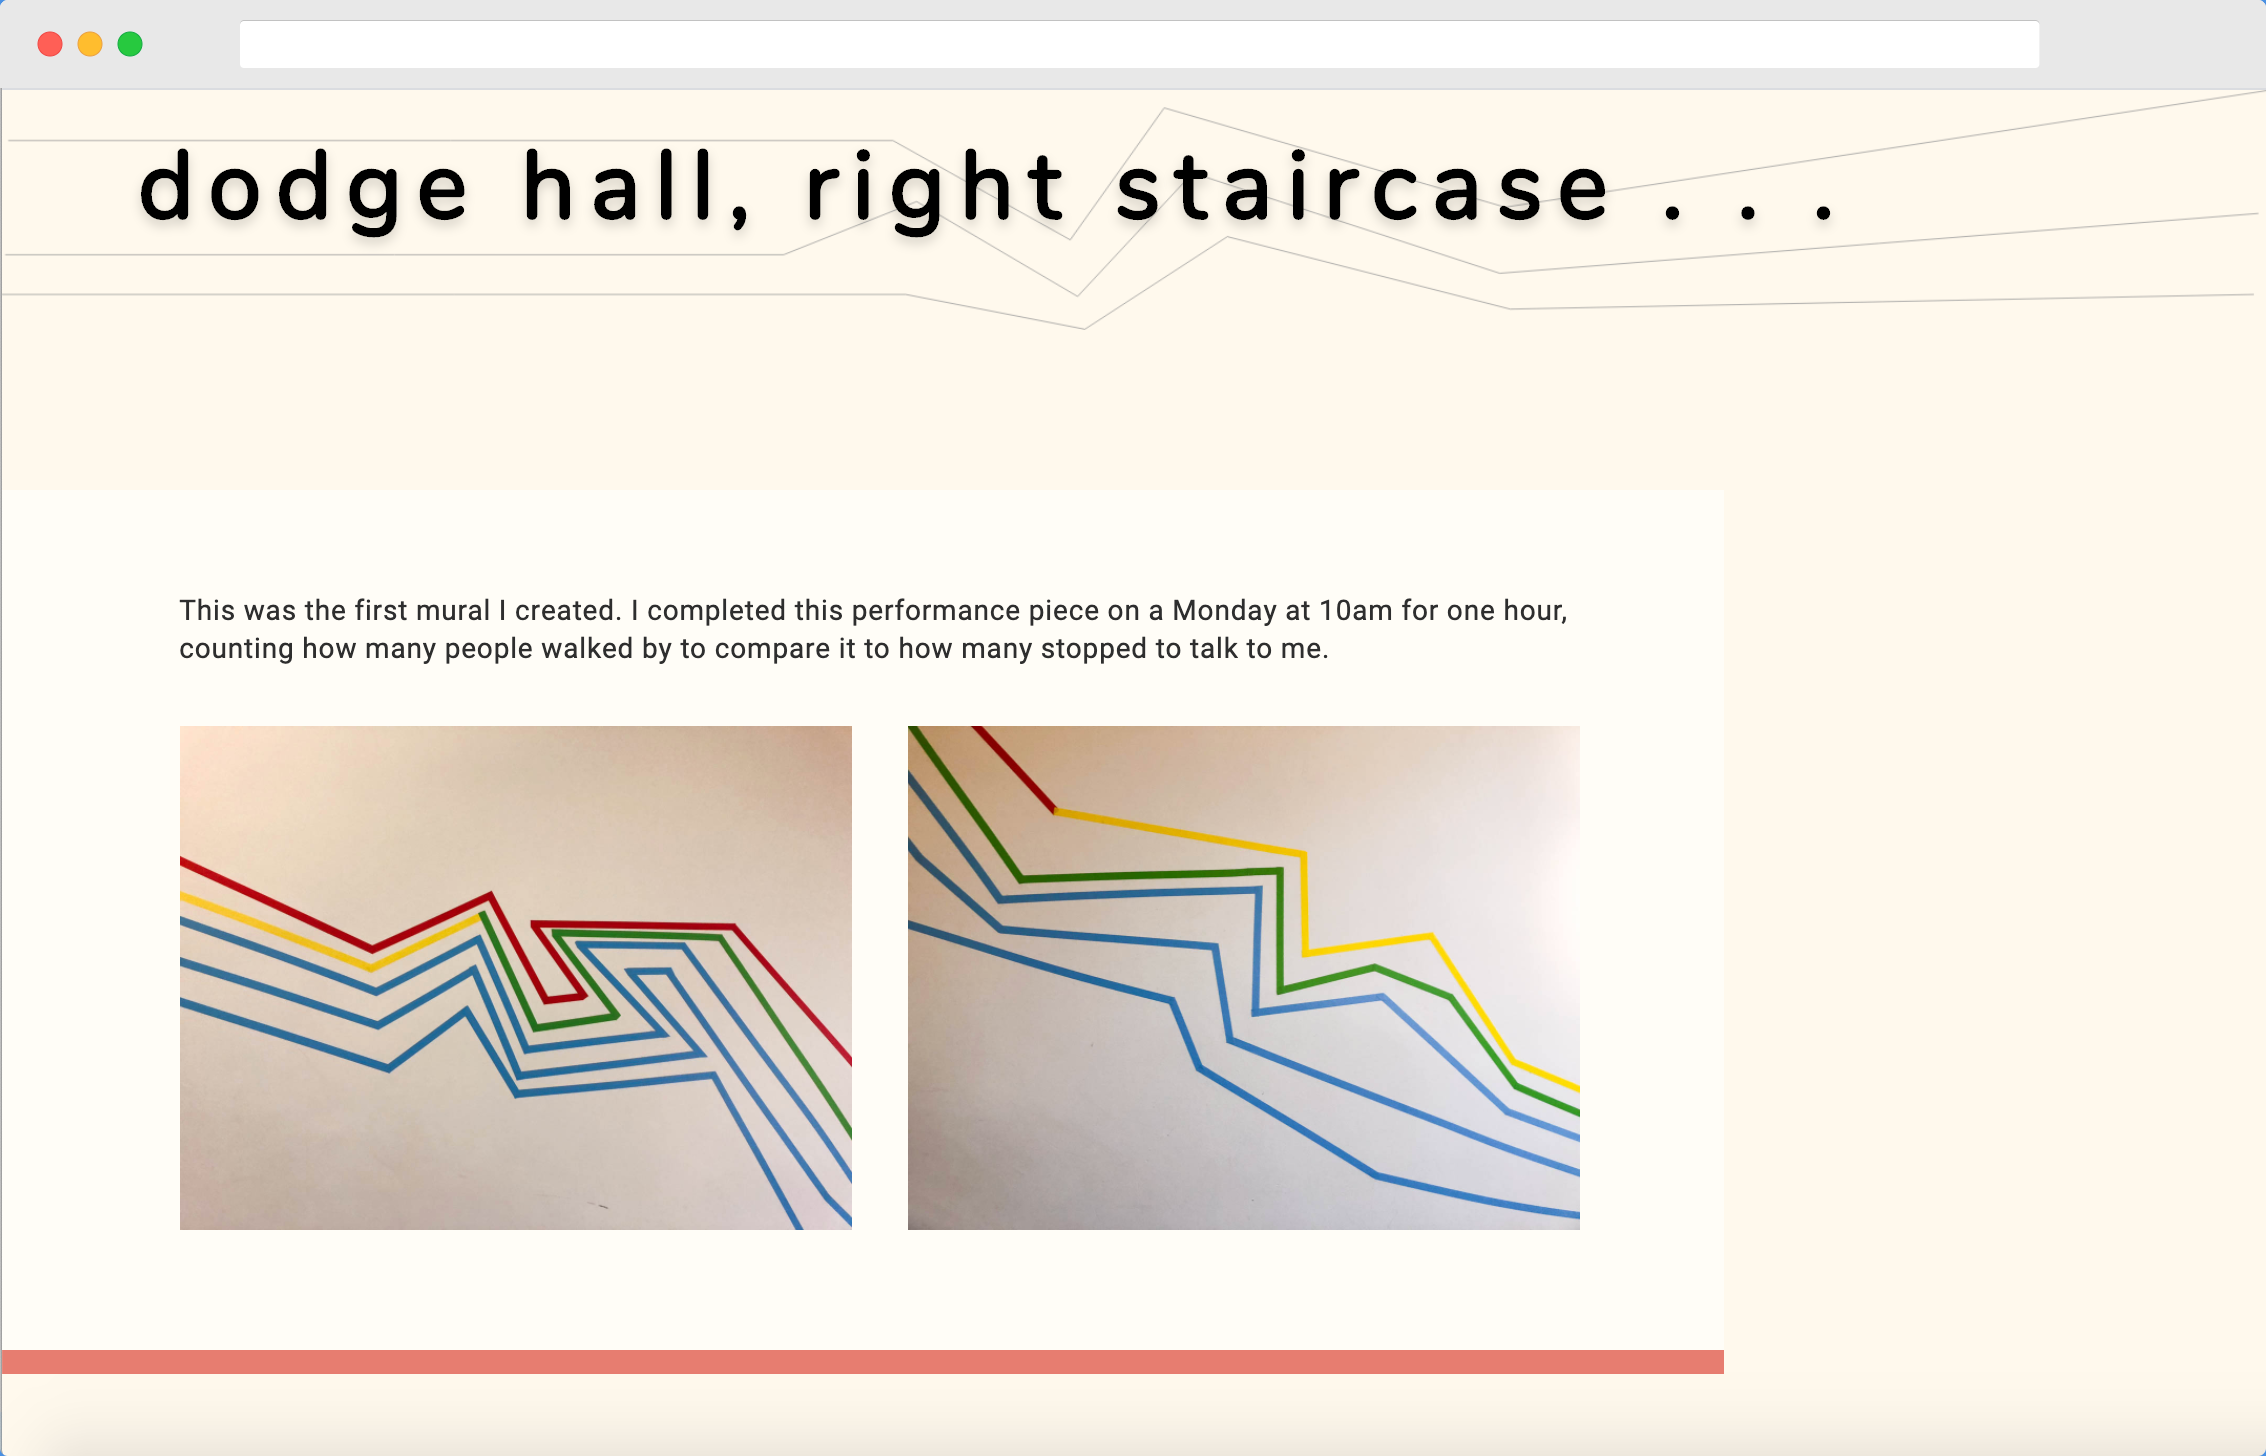 dodge hall, right staircase . . .
This was the first mural I created. I completed this performance piece on a Monday at 10am for one hour,
counting how many people walked by to compare it to how many stopped to talk to me.